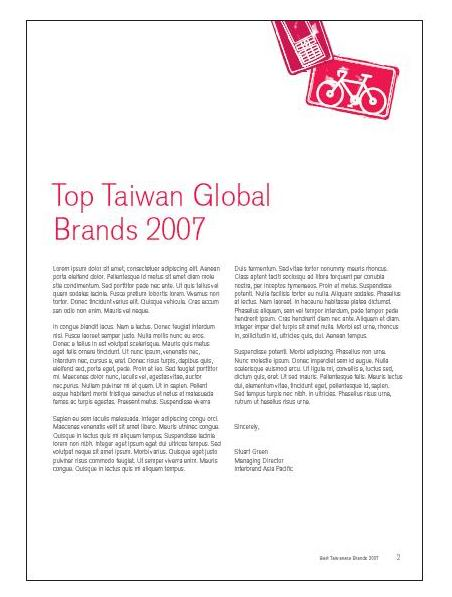 Top Taiwan Global
Brands 2007
Lorem ipsum dolor sit amet, consectetuer adipiscing elit. Aenean
porta eleifend dolor. Pellentesque id metus sit amet diam mole
stie condimentum. Sed porttitor pede nec ante. Ut quis tellus vel
quam sodales lacinia. Fusce pretium lobortis lorem. Vivamus non
tortor. Donec tincidunt varius elit. Quisque vehicula. Cras accum
san odio non enim. Mauris vel neque.
In congue blandit lacus. Nam a lectus. Donec feugiat interdum
nisi. Fusce laoreet semper justo. Nulla mollis nunc eu eros.
Donec a tellus in est volutpat scelerisque. Mauris quis metus
eget felis ornare tincidunt. Ut nunc ipsum, venenatis nec,
interdum nec, cursus a, erat. Donec risus turpis, dapibus quis,
eleifend sed, porta eget, pede. Proin et leo. Sed feugiat porttitor
mi. Maecenas dolor nunc, iaculis vel, egestas vitae, auctor
nec, purus. Nullam pulvinar mi at quam. Ut in sapien. Pellent
esque habitant morbi tristique senectus et netus et malesuada
fames ac turpis egestas. Praesent metus. Suspendisse viverra
Sapien eu sem iaculis malesuada. Integer adipiscing congue orci.
Maecenas venenatis velit sit amet libero. Mauris vitae urna congue.
Quisque in lectus quis mi aliquam tempus. Suspendisse lacinia
lorem non nibh. Integer eget ipsum eget dui ultrices tempus. Sed
volutpat neque sit amet ipsum. Morbi varius. Quisque eget justo
pulvinar risus commodo feugiat. Ut semper viverra enim. Mauris
congue. Quisque in lectus quis mi aliquam tempus.
Duis fermentum. Sed vitae tortor nonummy mauris rhoncus.
Class aptent taciti sociosqu ad litora torquent per conubia
nostra, per inceptos hymenaeos. Proin et metus. Suspendisse
potenti. Nulla facilisis tortor eu nulla. Aliquam sodales. Phasellus
at lectus. Nam laoreet. In hac habitasse platea dictumst.
Phasellus aliquam, sem vel tempor interdum, pede tempor pede
hendrerit ipsum. Cras hendrerit diam nec ante. Aliquam et diam.
Integer imper diet turpis sit amet nulla. Morbi est urna, rhoncus
in, sollicitudin id, ultricies quis, dui. Aenean tempus.
Suspendisse potenti. Morbi adipiscing. Phasellus non urna.
Nunc molestie ipsum. Donec imperdiet sem id augue. Nulla
scelerisque euismod arcu. Ut ligula mi, convallis a, luctus sed,
dictum quis, erat. Ut sed mauris. Pellentesque felis. Mauris lectus
dui, elementum vitae, tincidunt eget, pellentesque id, sapien.
Sed tempus turpis nec nibh. In ultrices. Phasellus risus urna,
rutrum ut hasellus risus urna.
Sincerely,
Stuart Green
Managing Director
Interbrand Asia Pacific
Best Taiwanese Brands 2007 2